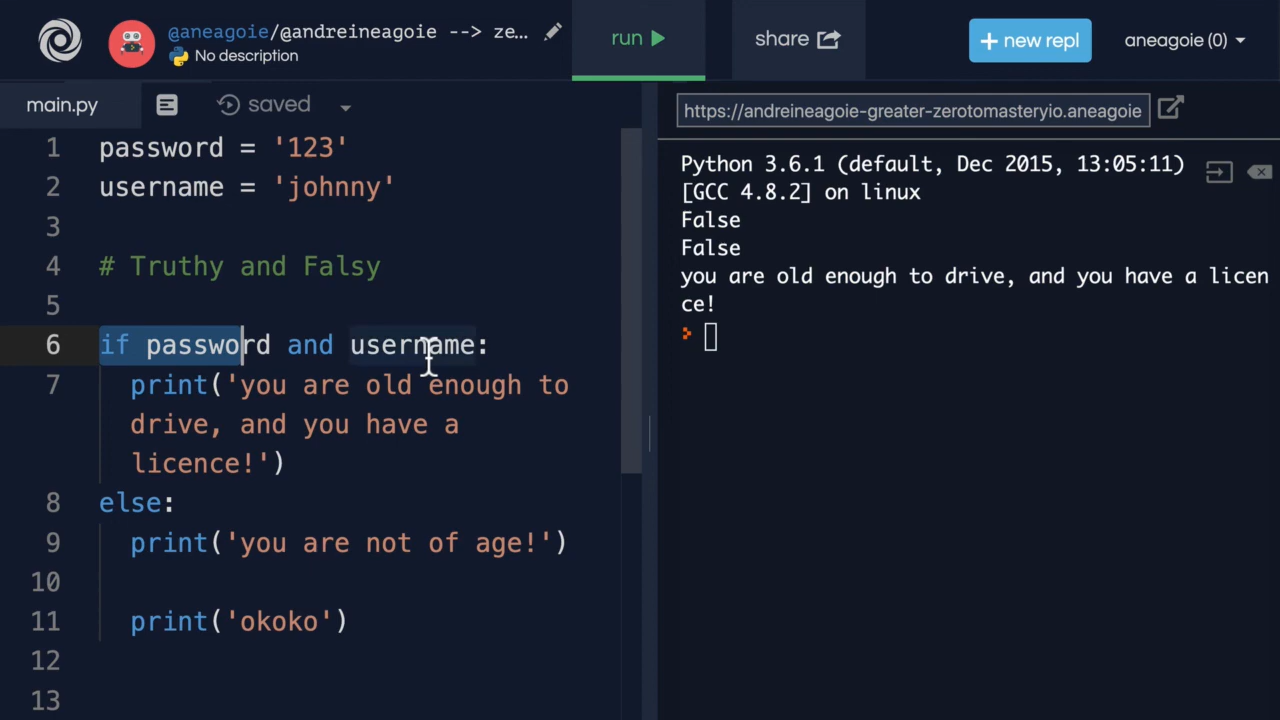 @aneagoie/@andreineagoie --> ze...
No description
run
share
+ new repl
aneagoie (0)
main.py
saved
1 password = '123'
2 username = 'johnny'
3
4 # Truthy and Falsy
5
6 if password and username:
7 print('you are old enough to
drive, and you have a
licence!')
8 else:
9 print('you are not of age!')
10
11 print('okoko')
12
13
https://andreineagoie-greater-zerotomasteryio.aneagoie
Python 3.6.1 (default, Dec 2015, 13:05:11)
[GCC 4.8.2] on linux
False
False
you are old enough to drive, and you have a licen
ce!